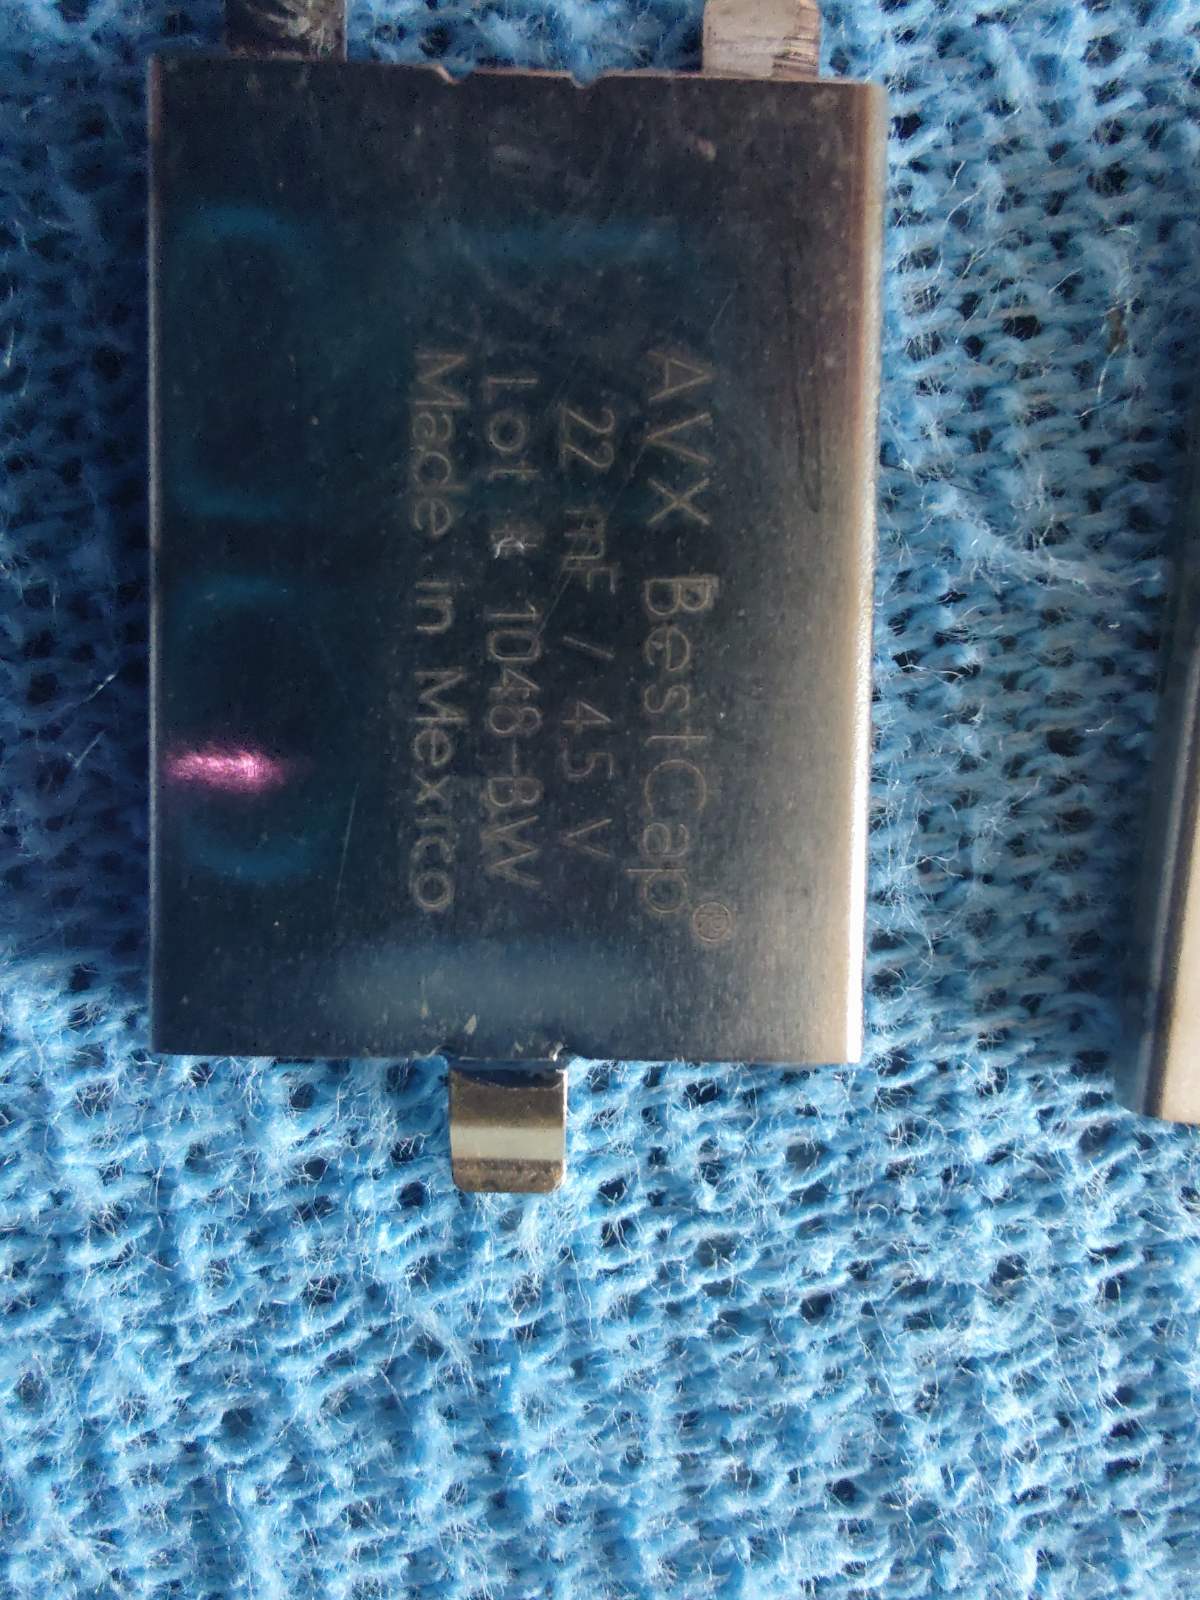 AVX BestCap®
22 mF / 4.5 V
Lot # 1048-BW
Made in Mexico